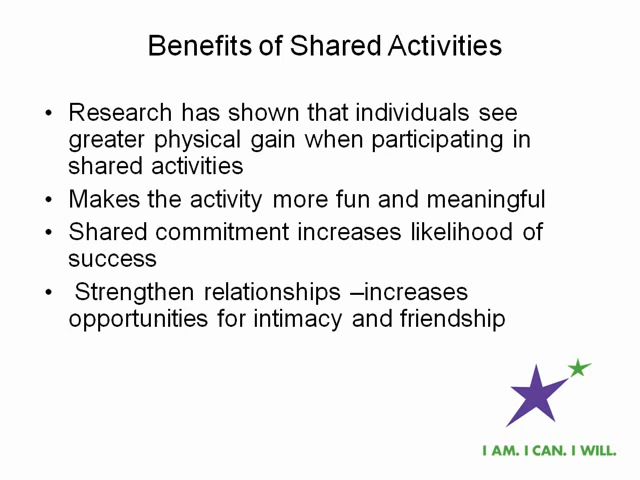 Benefits of Shared Activities
• Research has shown that individuals see
greater physical gain when participating in
shared activities
• Makes the activity more fun and meaningful
• Shared commitment increases likelihood of
success
• Strengthen relationships –increases
opportunities for intimacy and friendship
I AM. I CAN. I WILL.